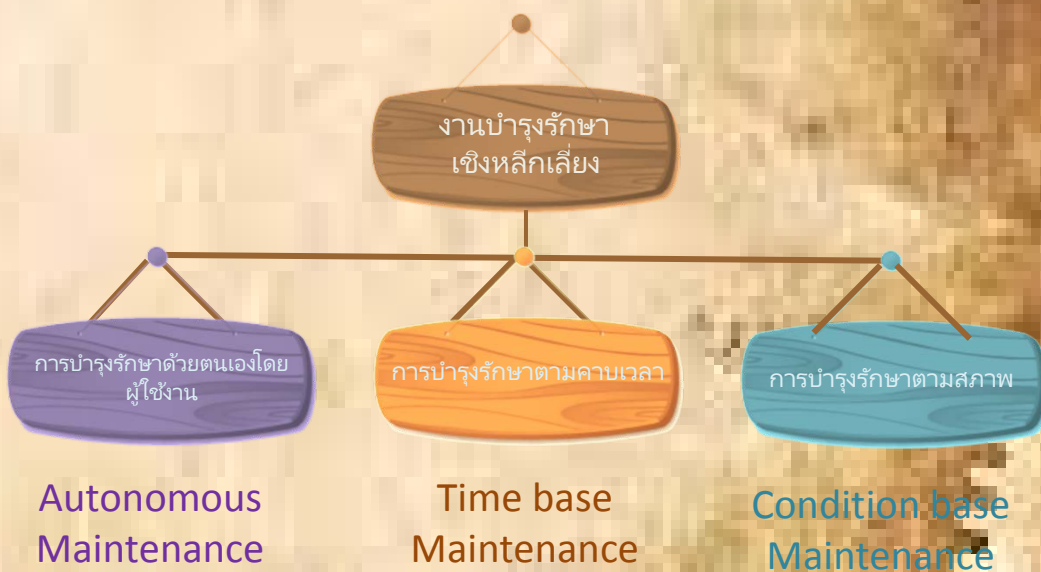 งานบำรุงรักษา
เชิงหลีกเลี่ยง
การบำรุงรักษาด้วยตนเองโดย
ผู้ใช้งาน
การบำรุงรักษาตามคาบเวลา
การบำรุงรักษาตามสภาพ
Autonomous
Maintenance
Time base
Maintenance
Condition base
Maintenance